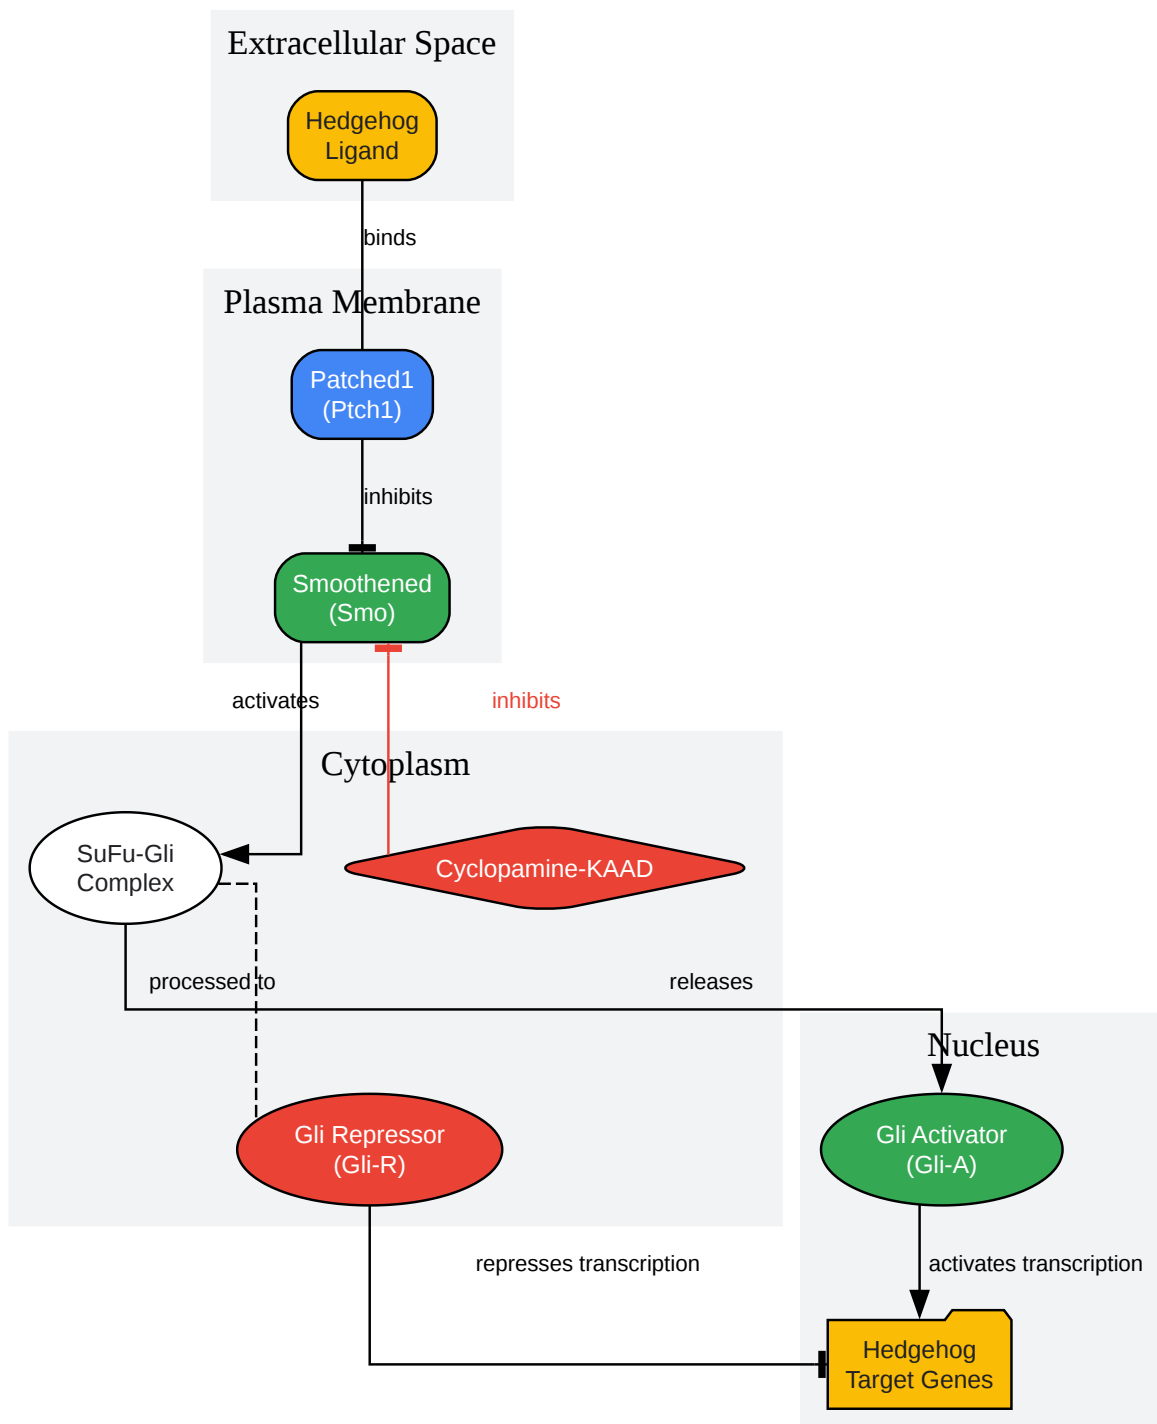 Extracellular Space
Hedgehog
Ligand
binds
Plasma Membrane
Patched1
(Ptch1)
inhibits
Smoothened
(Smo)
activates
inhibits
Cytoplasm
SuFu-Gli
Complex
Cyclopamine-KAAD
processed to
releases
Nucleus
Gli Repressor
(Gli-R)
Gli Activator
(Gli-A)
represses transcription
activates transcription
Hedgehog
Target Genes